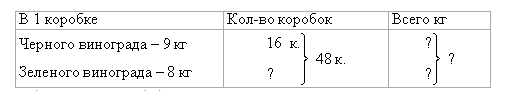 В 1 коробке Кол-во коробок Всего кг
Черного винограда – 9 кг 16 к. ?
48 к. ?
Зеленого винограда – 8 кг ? ?